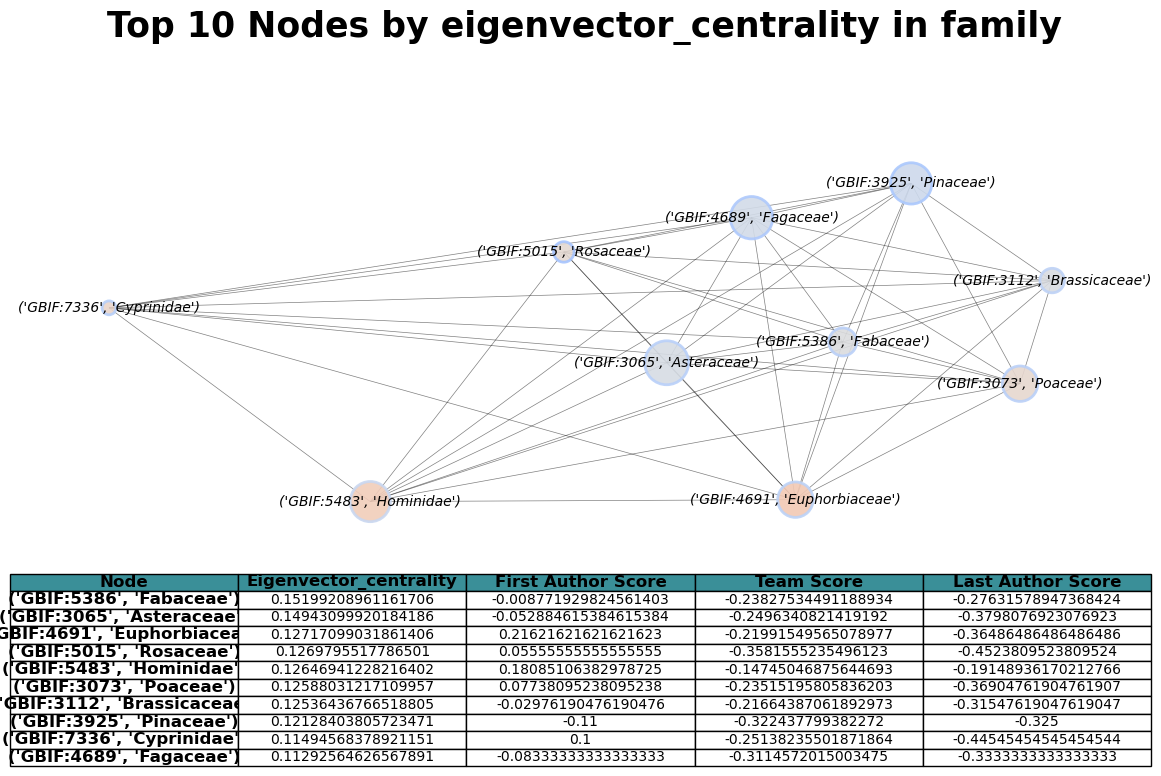 Top 10 Nodes by eigenvector_centrality in family
('GBIF:3925', 'Pinaceae')
('GBIF:4689', 'Fagaceae')
('GBIF:5015', 'Rosaceae')
('GBIF:3112', 'Brassicaceae')
('GBIF:7336', 'Cyprinidae')
('GBIF:5386', 'Fabaceae')
('GBIF:3065', 'Asteraceae')
('GBIF:3073', 'Poaceae')
('GBIF:5483', 'Hominidae')
('GBIF:4691', 'Euphorbiaceae')
Node Eigenvector_centrality First Author Score Team Score Last Author Score
('GBIF:5386', 'Fabaceae') 0.15199208961161706 -0.008771929824561403 -0.23827534491188934 -0.27631578947368424
('GBIF:3065', 'Asteraceae' 0.14943099920184186 -0.052884615384615384 -0.2496340821419192 -0.3798076923076923
'GBIF:4691', 'Euphorbiacea 0.12717099031861406 0.21621621621621623 -0.21991549565078977 -0.36486486486486486
('GBIF:5015', 'Rosaceae') 0.1269795517786501 0.05555555555555555 -0.3581555235496123 -0.4523809523809524
('GBIF:5483', 'Hominidae' 0.12646941228216402 0.18085106382978725 -0.14745046875644693 -0.19148936170212766
('GBIF:3073', 'Poaceae') 0.12588031217109957 0.07738095238095238 -0.23515195805836203 -0.36904761904761907
'GBIF:3112', 'Brassicaceae 0.12536436766518805 -0.02976190476190476 -0.21664387061892973 -0.31547619047619047
('GBIF:3925', 'Pinaceae') 0.12128403805723471 -0.11 -0.322437799382272 -0.325
('GBIF:7336', 'Cyprinidae' 0.11494568378921151 0.1 -0.25138235501871864 -0.445454545454544
('GBIF:4689', 'Fagaceae') 0.11292564626567891 -0.08333333333333333 -0.3114572015003475 -0.3333333333333333